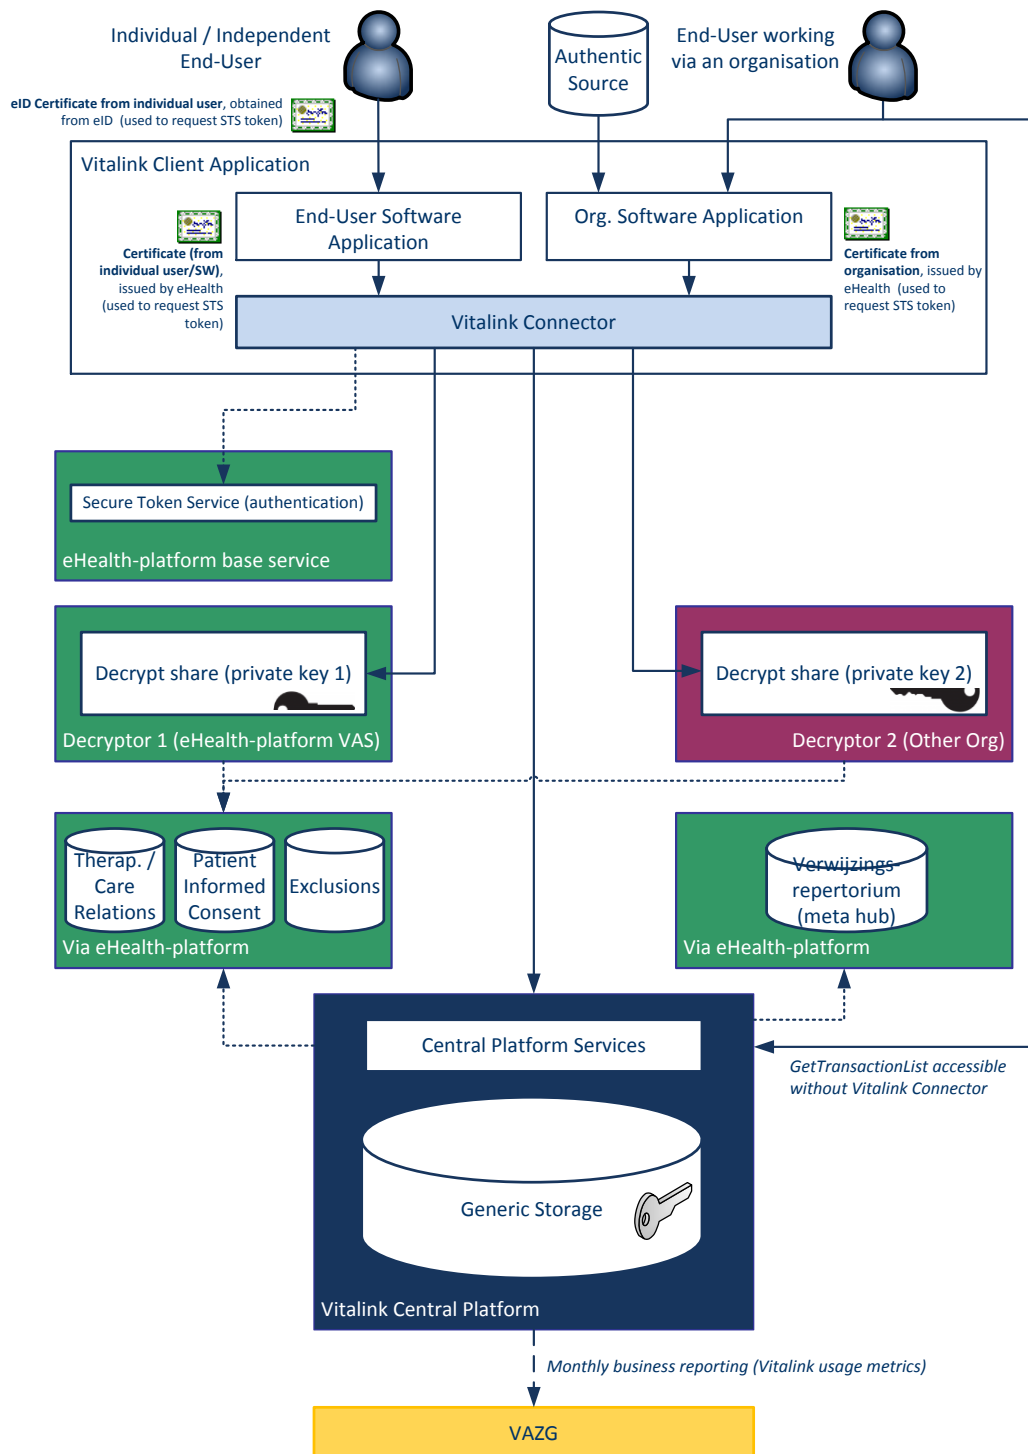 Individual / Independent
End-User
Authentic
Source
End-User working
via an organisation
eID Certificate from individual user, obtained
from eID (used to request STS token)
Vitalink Client Application
End-User Software
Application
Org. Software Application
Certificate (from
individual user/SW),
issued by eHealth
(used to request STS
token)
Certificate from
organisation, issued by
eHealth (used to
request STS token)
Vitalink Connector
Secure Token Service (authentication)
eHealth-platform base service
Decrypt share (private key 1)
Decryptor 1 (eHealth-platform VAS)
Decrypt share (private key 2)
Decryptor 2 (Other Org)
Therap. /
Care
Relations
Patient
Informed
Consent
Exclusions
Via eHealth-platform
Verwijzings-
repertorium
(meta hub)
Via eHealth-platform
Central Platform Services
GetTransactionList accessible
without Vitalink Connector
Generic Storage
Vitalink Central Platform
Monthly business reporting (Vitalink usage metrics)
VAZG